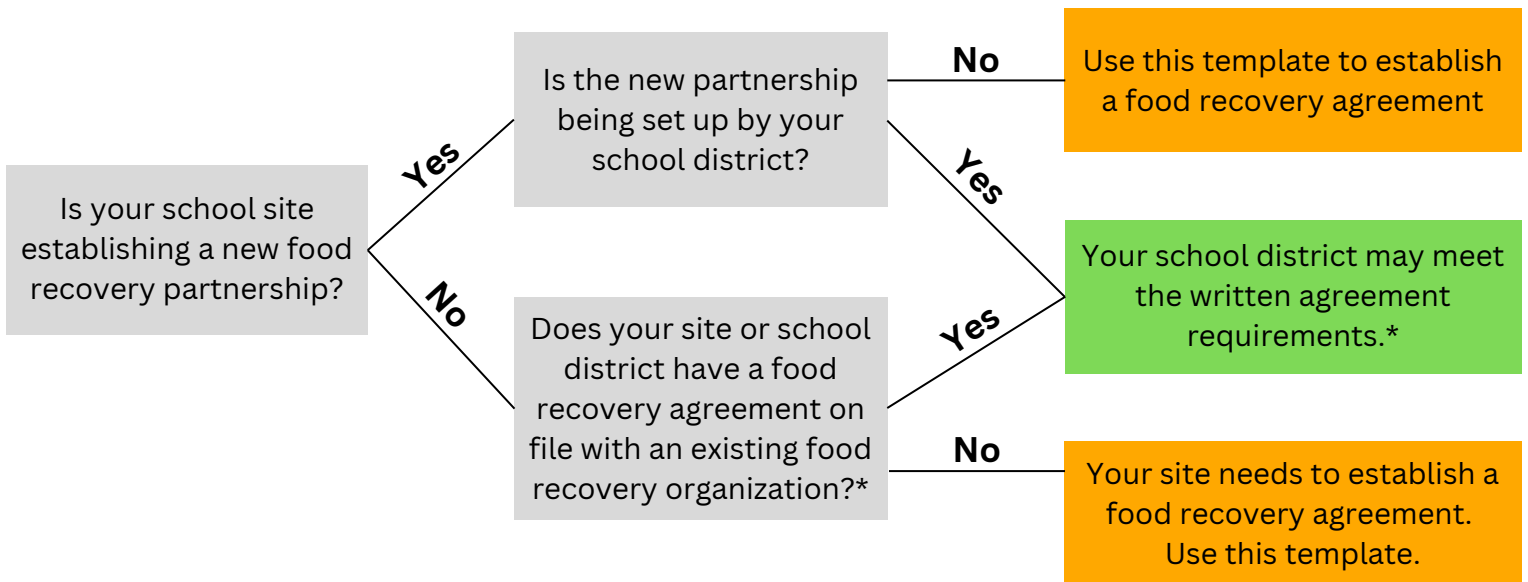 Is your school site
establishing a new food
recovery partnership?
Yes
No
Is the new partnership
being set up by your
school district?
No
Yes
Does your site or school
district have a food
recovery agreement on
file with an existing food
recovery organization?*
Yes
No
Use this template to establish
a food recovery agreement
Your school district may meet
the written agreement
requirements.*
Your site needs to establish a
food recovery agreement.
Use this template.